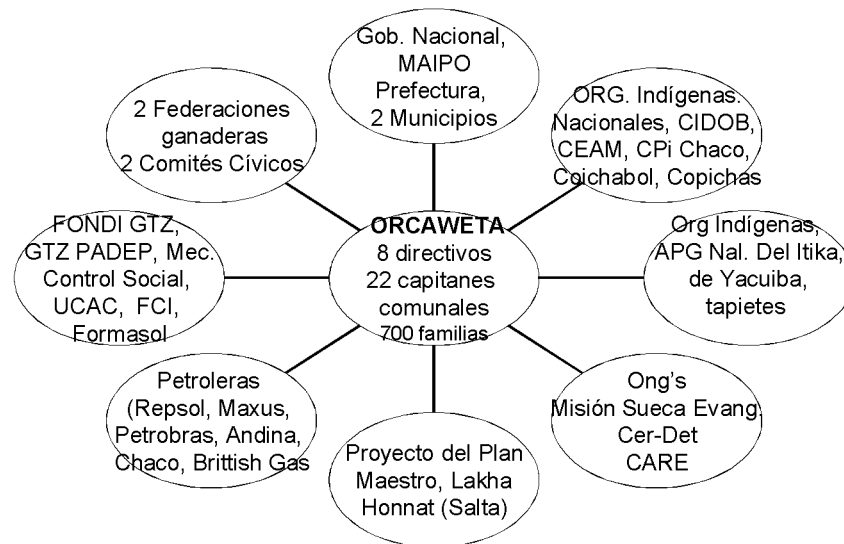 Gob. Nacional,
MAIPO
Prefectura,
2 Municipios
2 Federaciones
ganaderas
2 Comités Cívicos
ORG. Indígenas.
Nacionales, CIDOB,
CEAM, CPi Chaco,
Coichabol, Copichas
FONDI GTZ,
GTZ PADEP, Mec.
Control Social,
UCAC, FCI,
Formasol
ORCAWETA
8 directivos
22 capitanes
comunales
700 familias
Org Indígenas,
APG Nal. Del Itika,
de Yacuiba,
tapietes
Petroleras
(Repsol, Maxus,
Petrobras, Andina,
Chaco, Brittish Gas
Proyecto del Plan
Maestro, Lakha
Honnat (Salta)
Ong's
Misión Sueca Evang.
Cer-Det
CARE